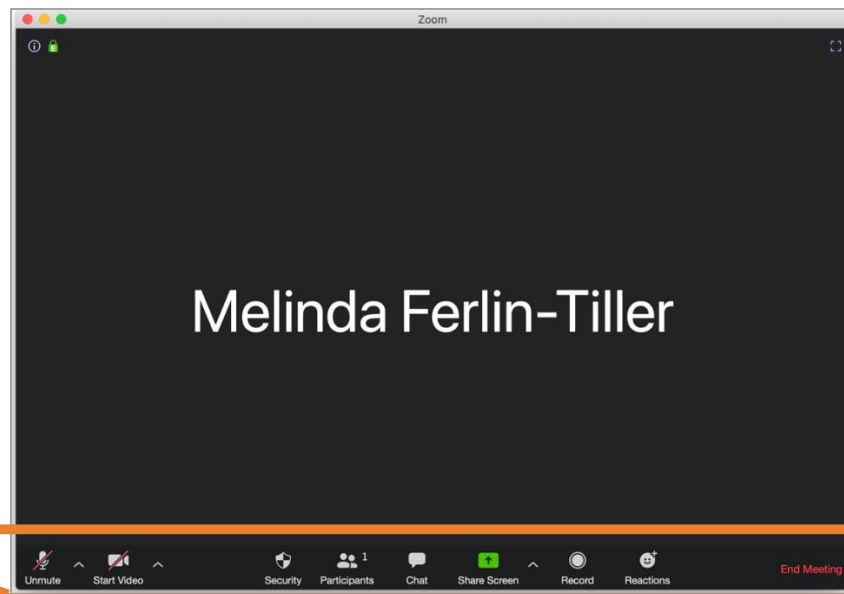 Zoom
Melinda Ferlin-Tiller
1
Unmute Start Video Security Participants Chat Share Screen Record Reactions End Meeting